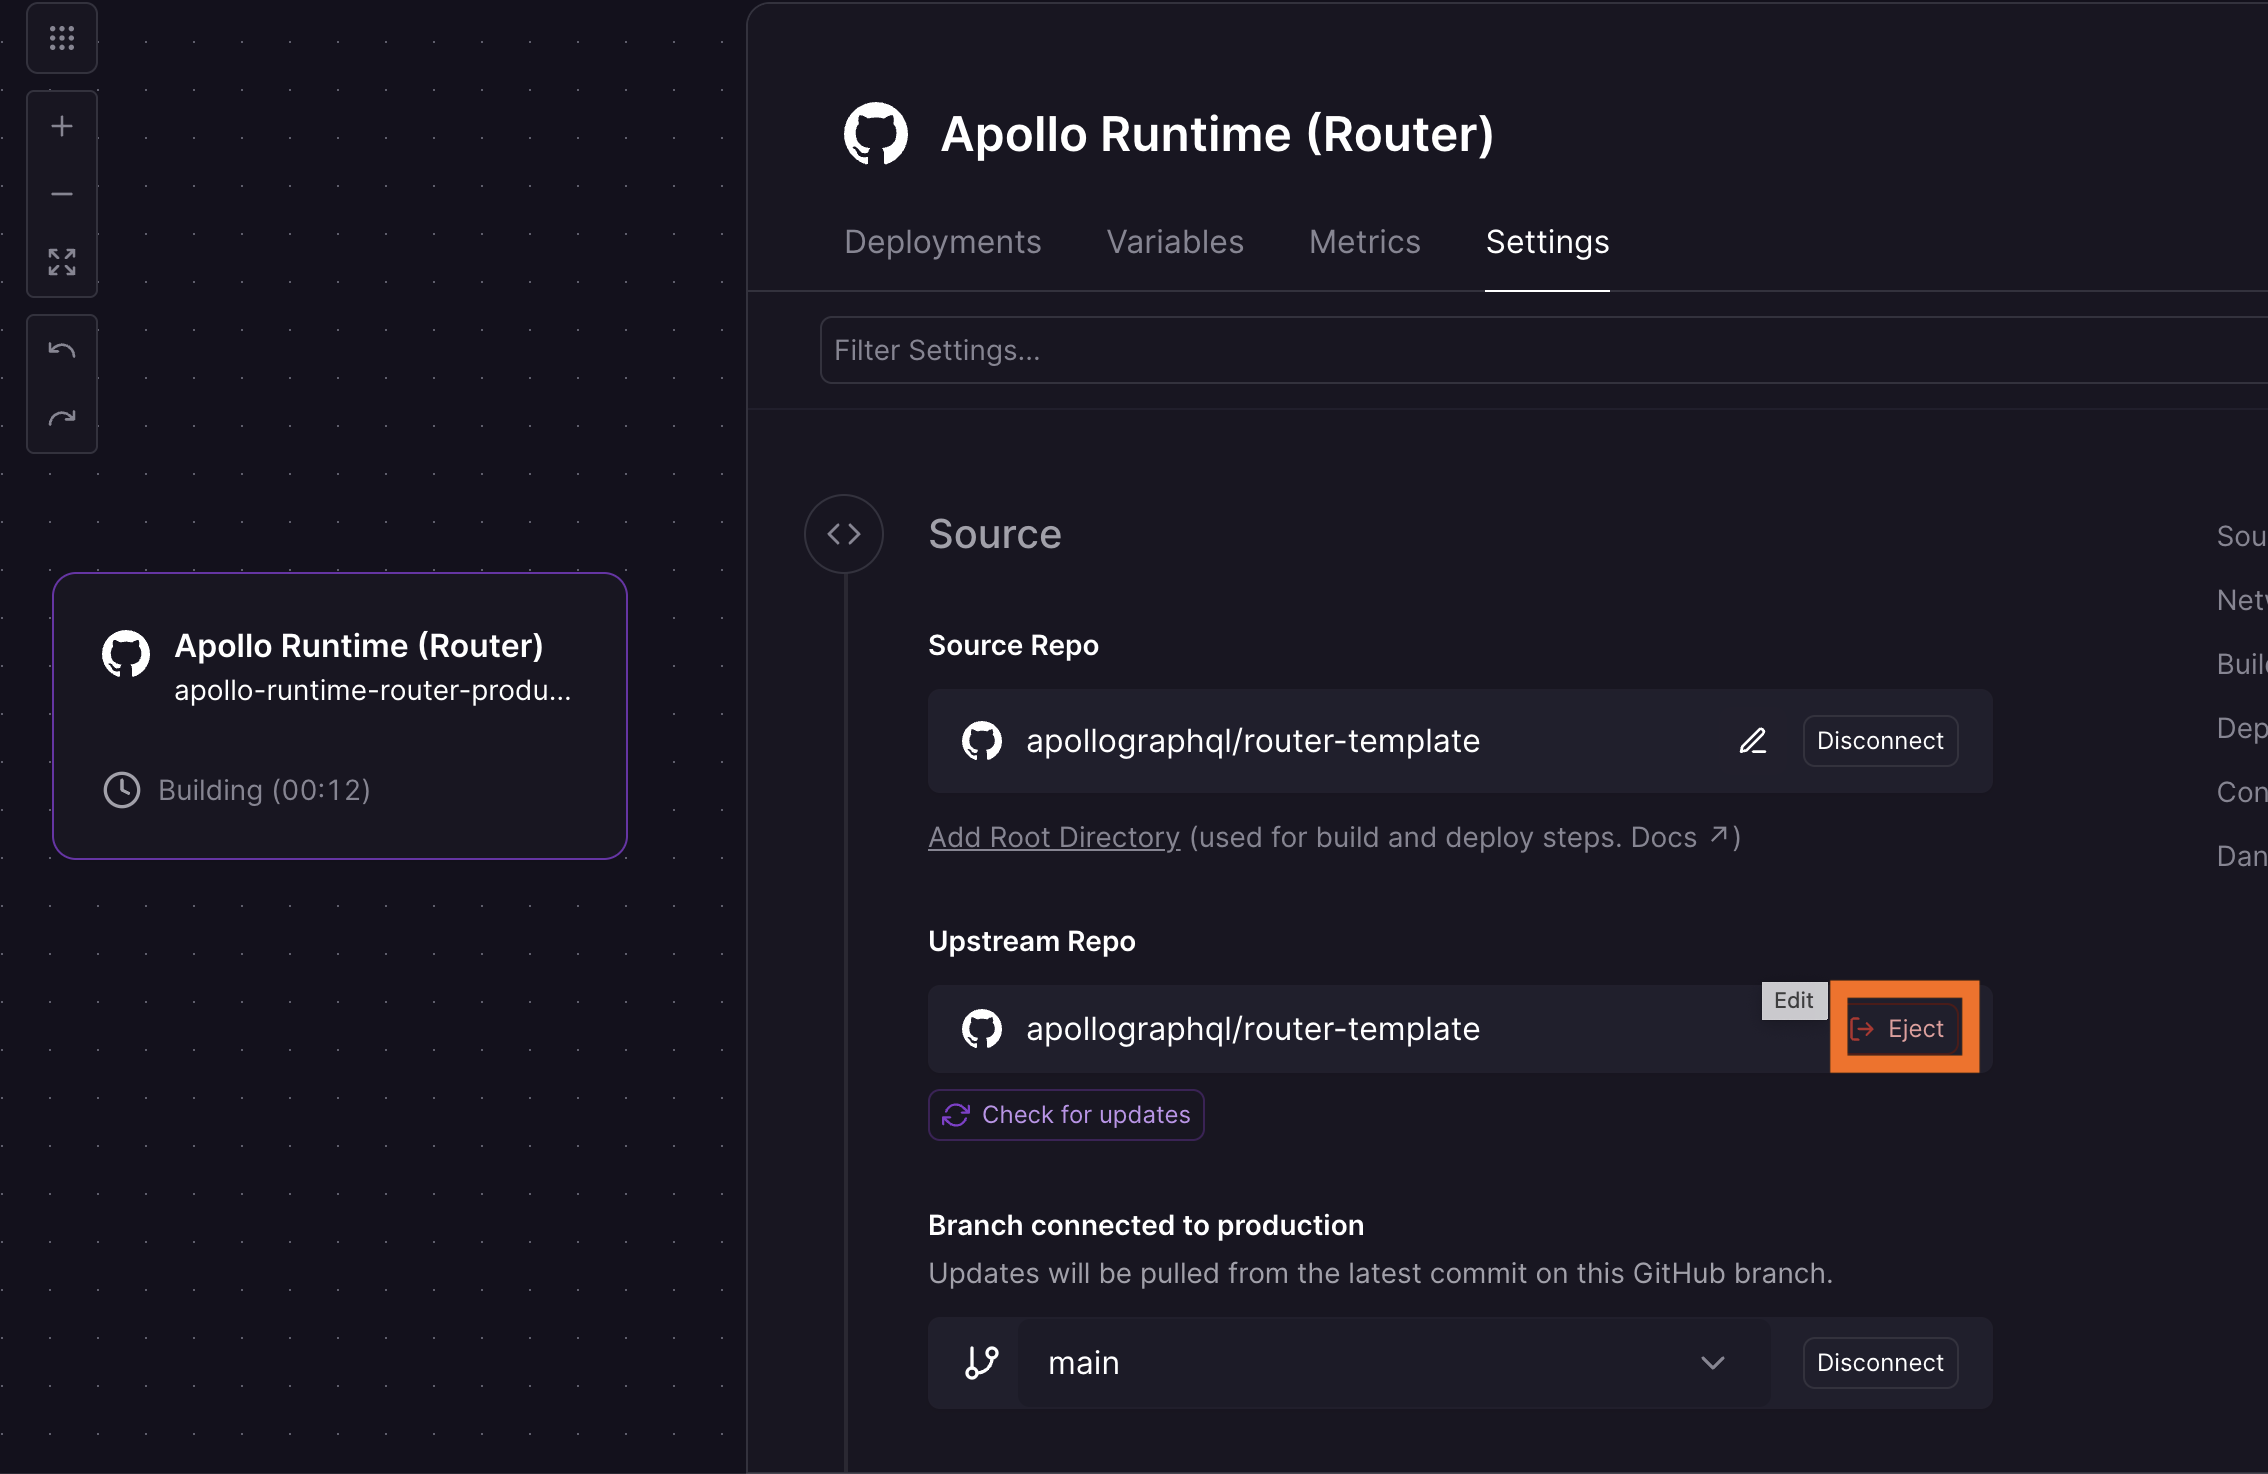 Apollo Runtime (Router)
Deployments Variables Metrics Settings
Filter Settings...
Source
Source Repo
apollographql/router-template Disconnect
Add Root Directory (used for build and deploy steps. Docs ↗)
Upstream Repo
apollographql/router-template Edit Eject
Check for updates
Branch connected to production
Updates will be pulled from the latest commit on this GitHub branch.
main Disconnect
Apollo Runtime (Router)
apollo-runtime-router-produ...
Building (00:12)
Sou
Net
Buil
Dep
Con
Dan